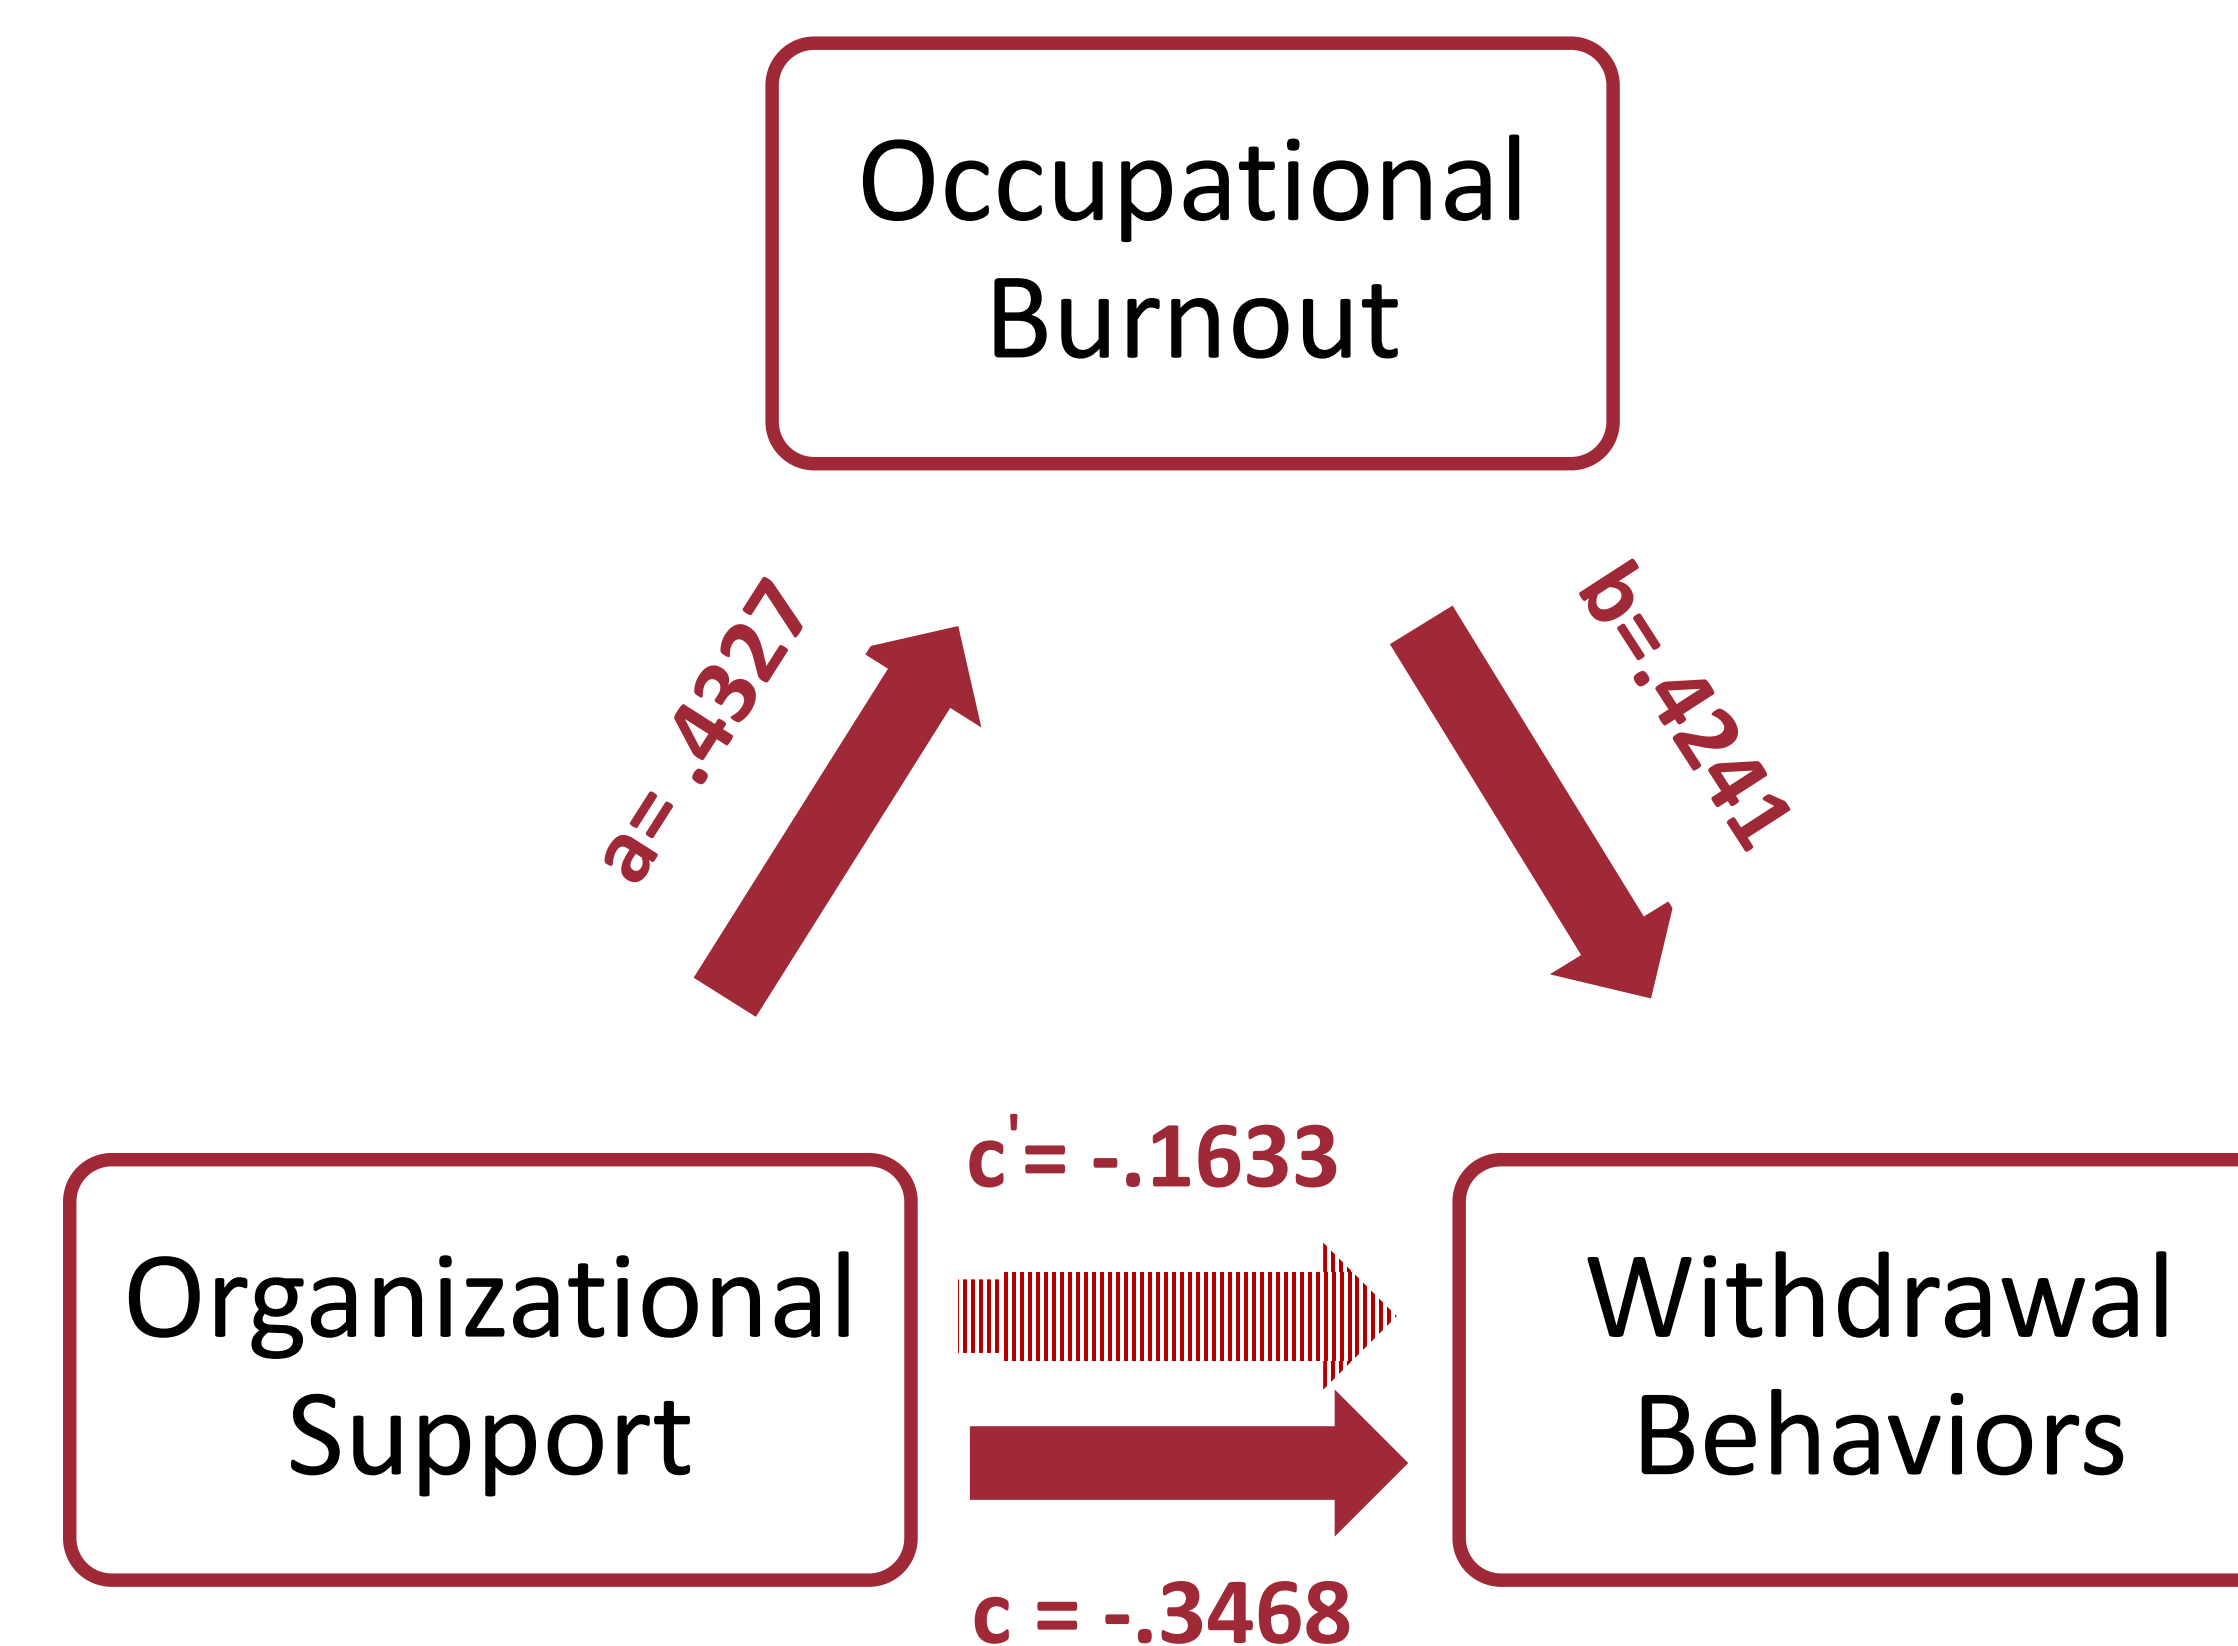 Occupational
Burnout
a= .4327
b=.4241
c'= -.1633
Organizational
Support
Withdrawal
Behaviors
c = -.3468